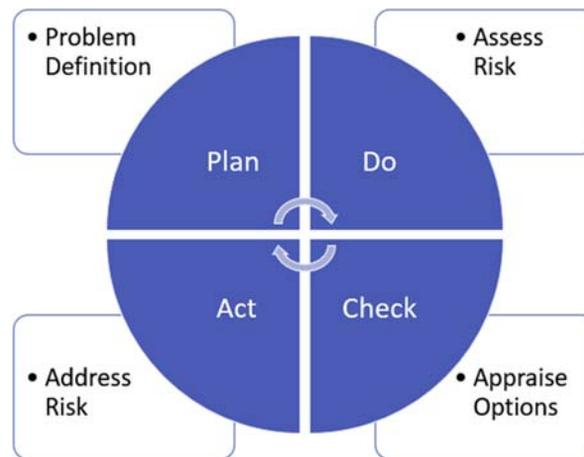 • Problem
Definition
• Assess
Risk
Plan
Do
Act
Check
• Address
Risk
• Appraise
Options